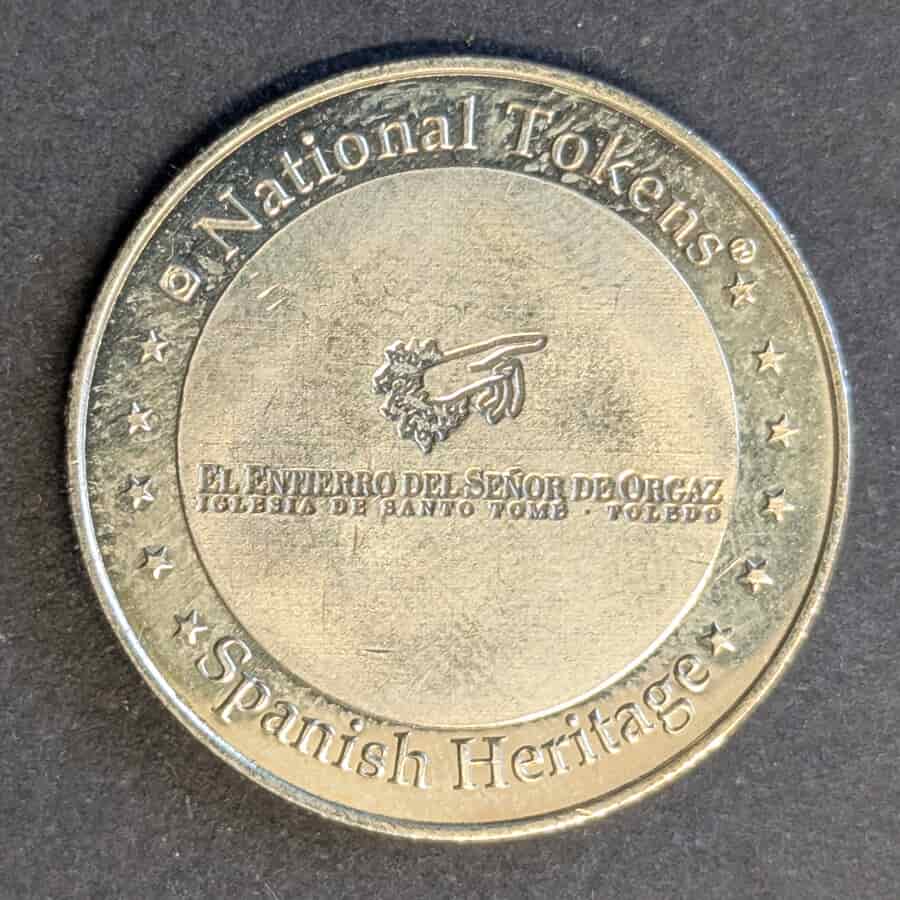 National Tokens®
EL ENTIERRO DEL SEÑOR DE ORGAZ
IGLESIA DE SANTO TOMÉ · TOLEDO
Spanish Heritage